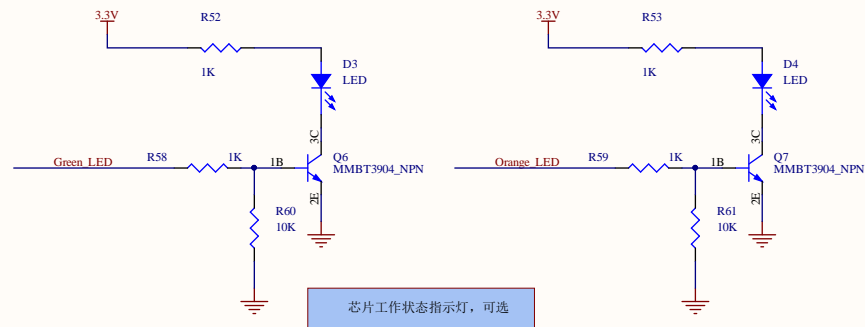 3.3V
R52
1K
D3
LED
3C
Q6
MMBT3904_NPN
1B
2E
Green_LED
R58
1K
R60
10K
3.3V
R53
1K
D4
LED
3C
Q7
MMBT3904_NPN
1B
2E
Orange_LED
R59
1K
R61
10K
芯片工作状态指示灯，可选